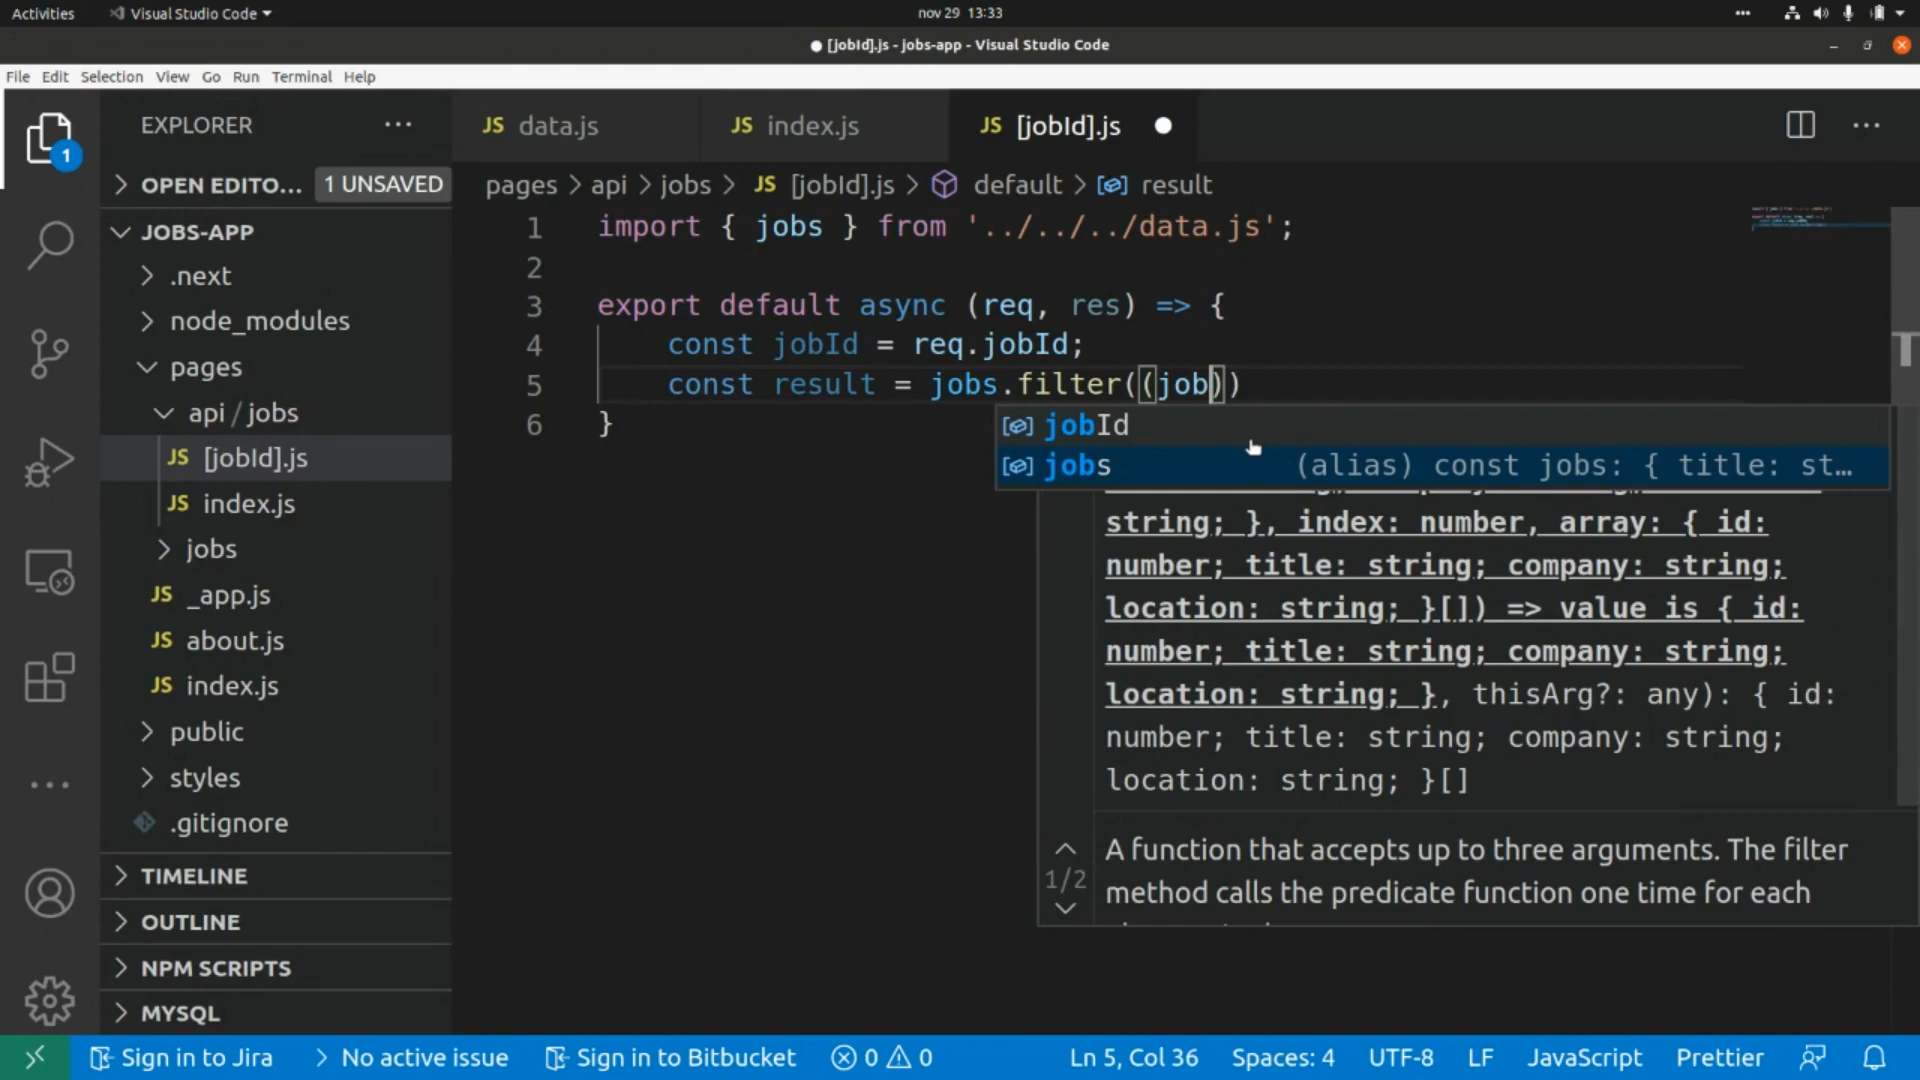 Activities
Visual Studio Code
nov 29 13:33
[jobId].js - jobs-app - Visual Studio Code
File Edit Selection View Go Run Terminal Help
EXPLORER
1
OPEN EDITO... 1 UNSAVED
JOBS-APP
.next
node_modules
pages
api / jobs
JS [jobId].js
JS index.js
jobs
JS _app.js
JS about.js
JS index.js
public
styles
.gitignore
TIMELINE
OUTLINE
NPM SCRIPTS
MYSQL
JS data.js JS index.js JS [jobId].js
pages > api > jobs > JS [jobId].js > default > result
1 import { jobs } from '../../../data.js';
2
3 export default async (req, res) => {
4 const jobId = req.jobId;
5 const result = jobs.filter((job))
6 }
jobId
jobs (alias) const jobs: { title: st...
string; }, index: number, array: { id:
number; title: string; company: string;
location: string; }[]) => value is { id:
number; title: string; company: string;
location: string; }, thisArg?: any): { id:
number; title: string; company: string;
location: string; }[]
1/2
A function that accepts up to three arguments. The filter
method calls the predicate function one time for each
Sign in to Jira No active issue Sign in to Bitbucket 0 0 Ln 5, Col 36 Spaces: 4 UTF-8 LF JavaScript Prettier